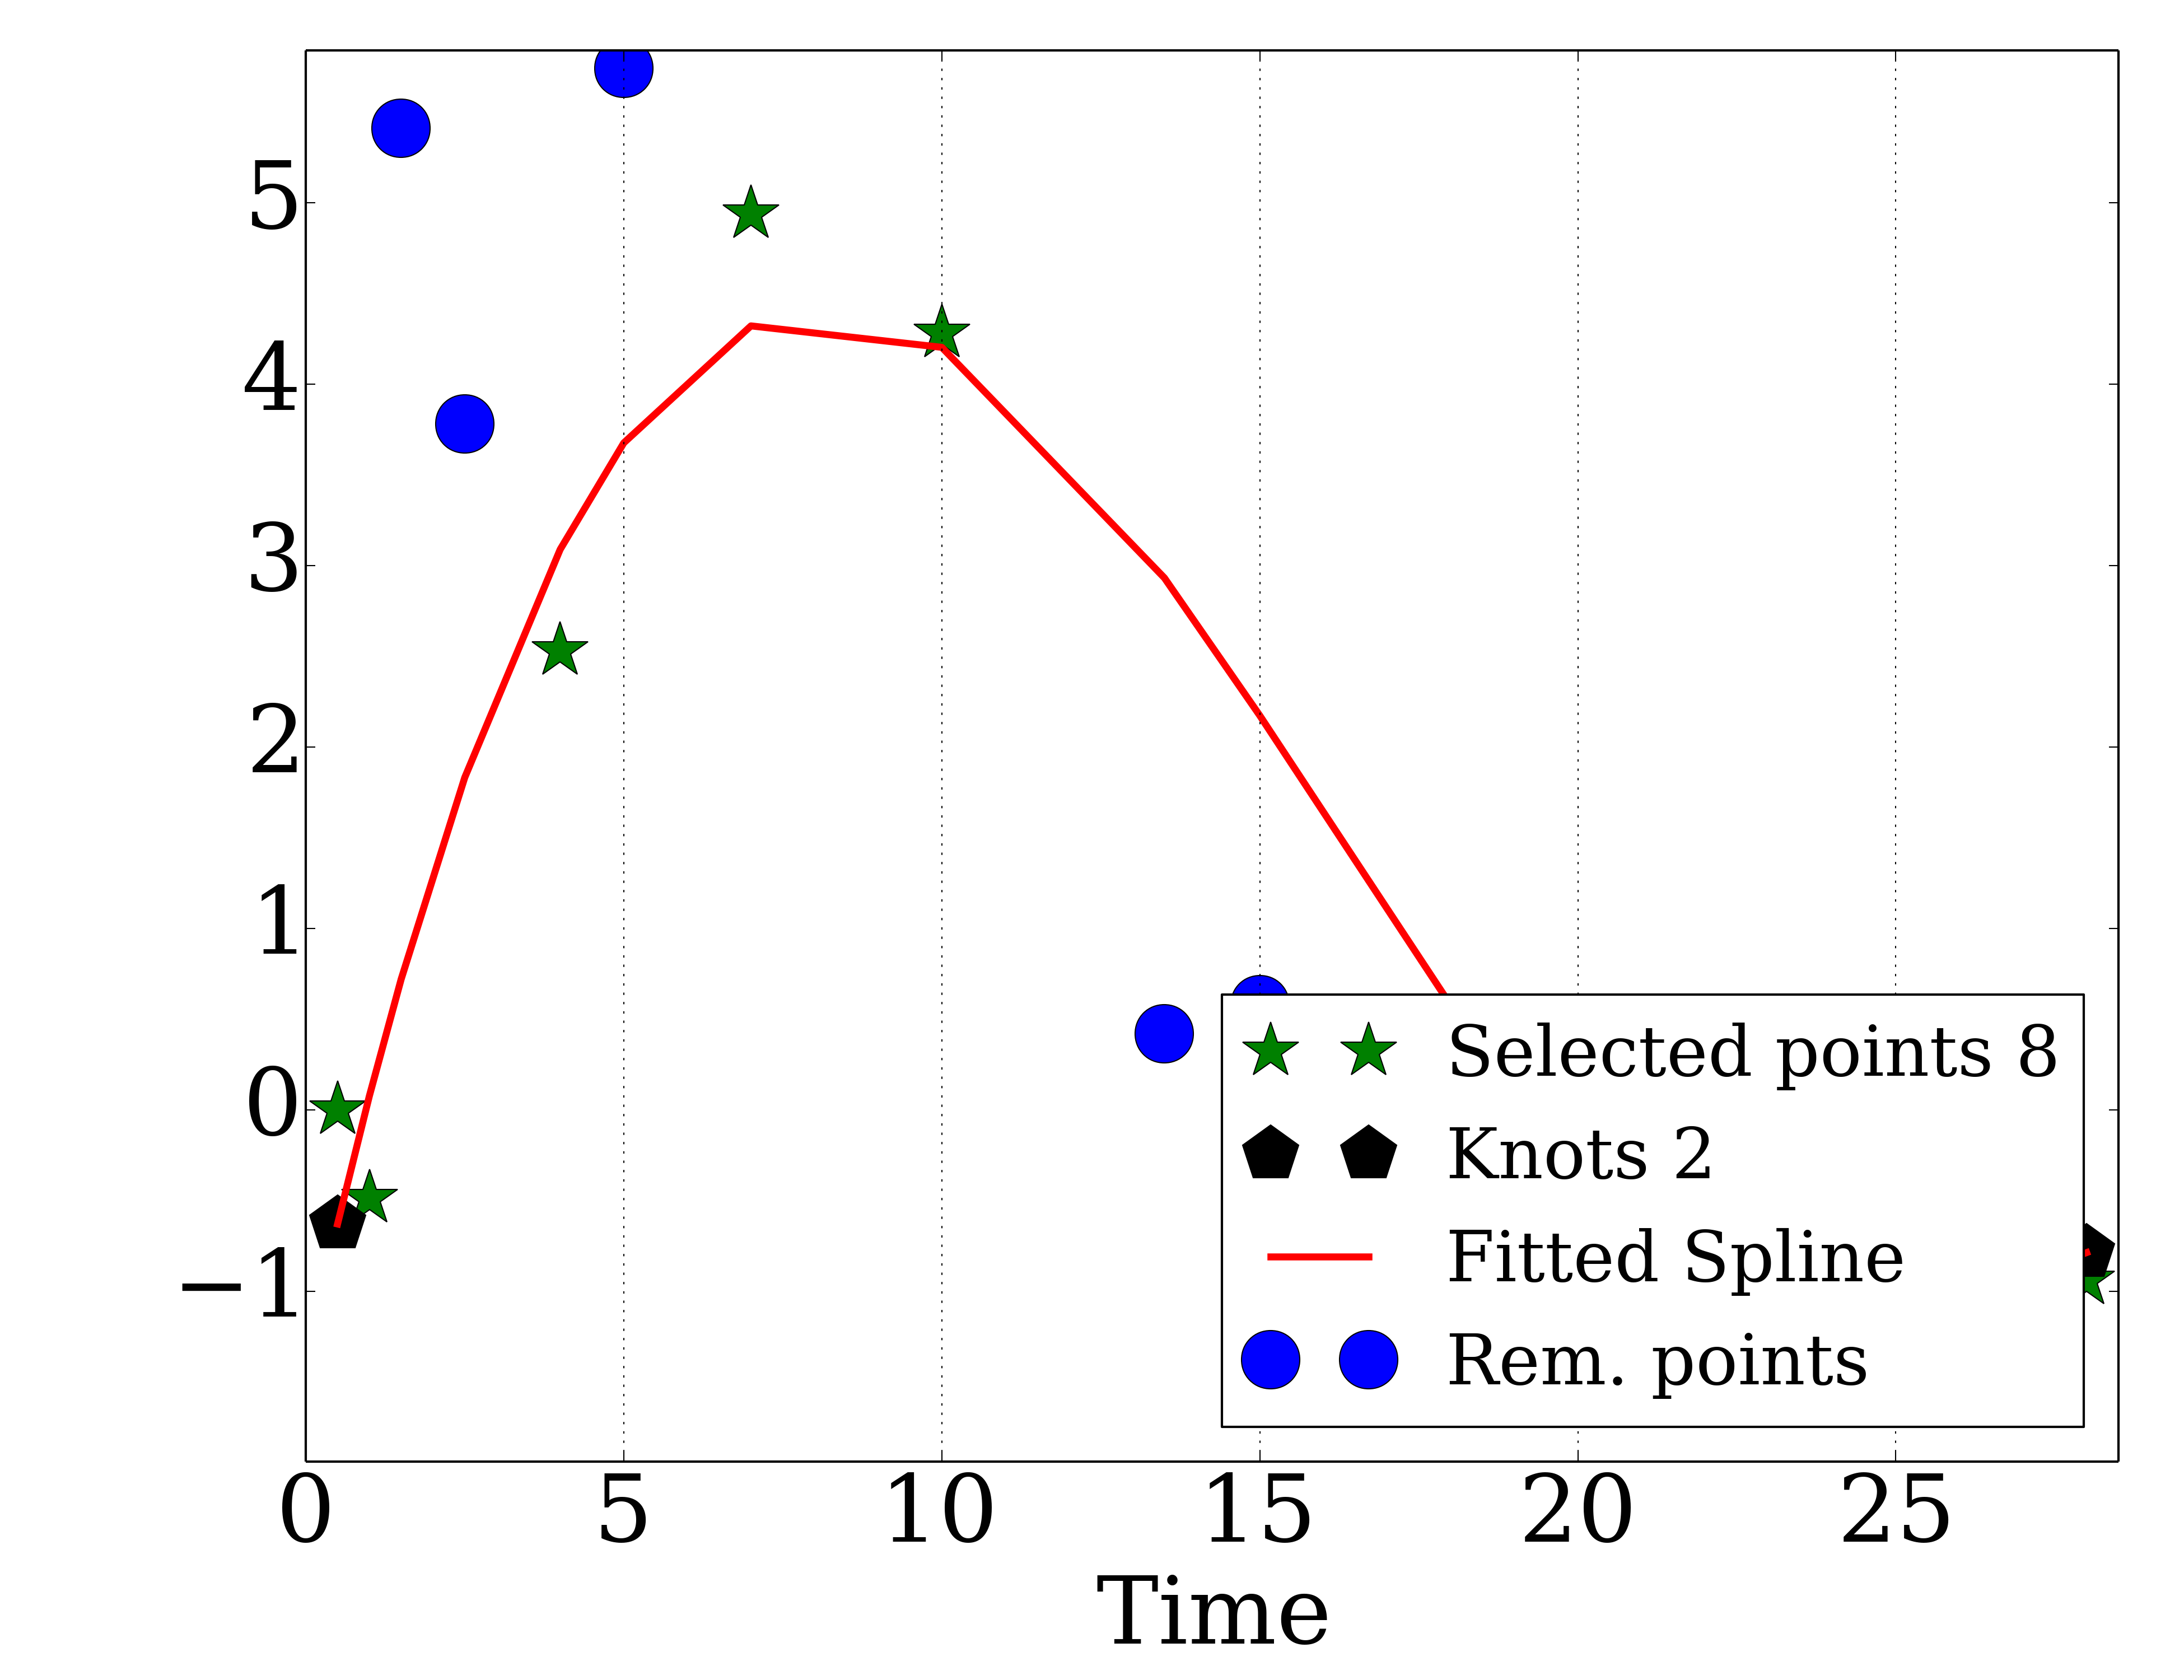 5
4
3
2
1
0
−1
Selected points 8
Knots 2
Fitted Spline
Rem. points
0 5 10 15 20 25
Time